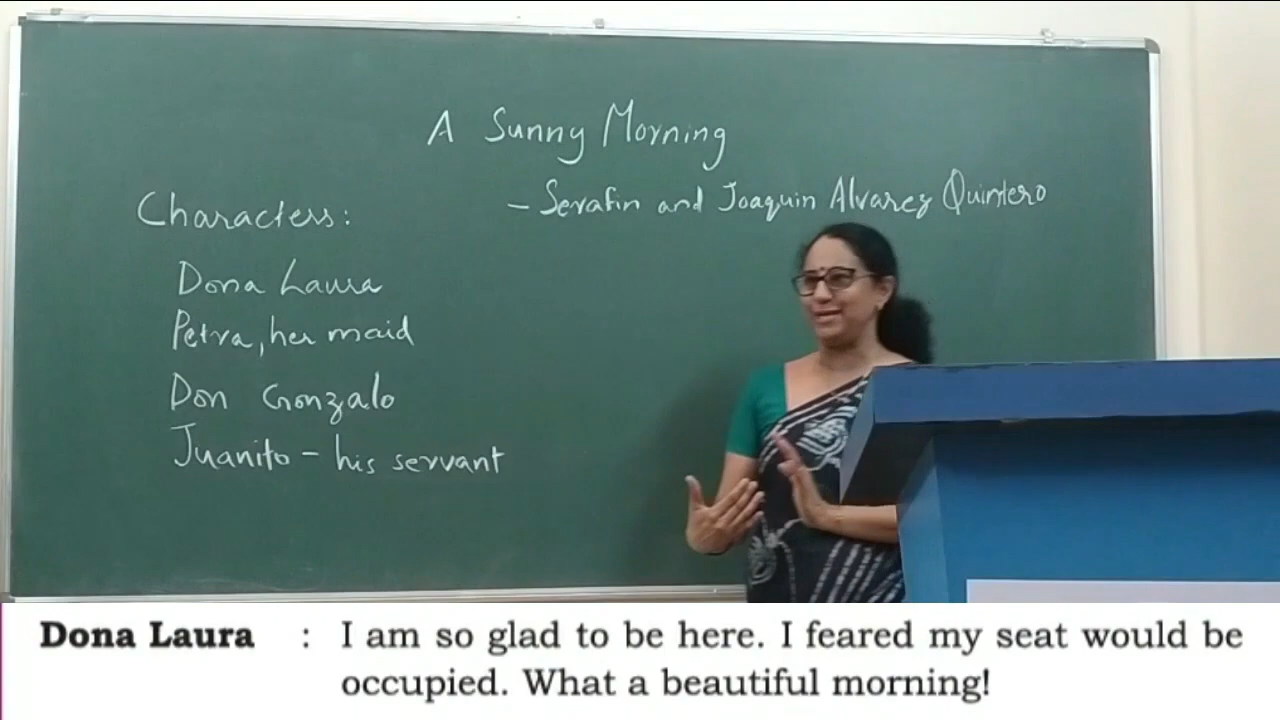 A Sunny Morning
- Serafin and Joaquin Alvarez Quintero
Characters:
Dona Laura
Petra, her maid
Don Gonzalo
Juanito - his servant
Dona Laura : I am so glad to be here. I feared my seat would be
occupied. What a beautiful morning!